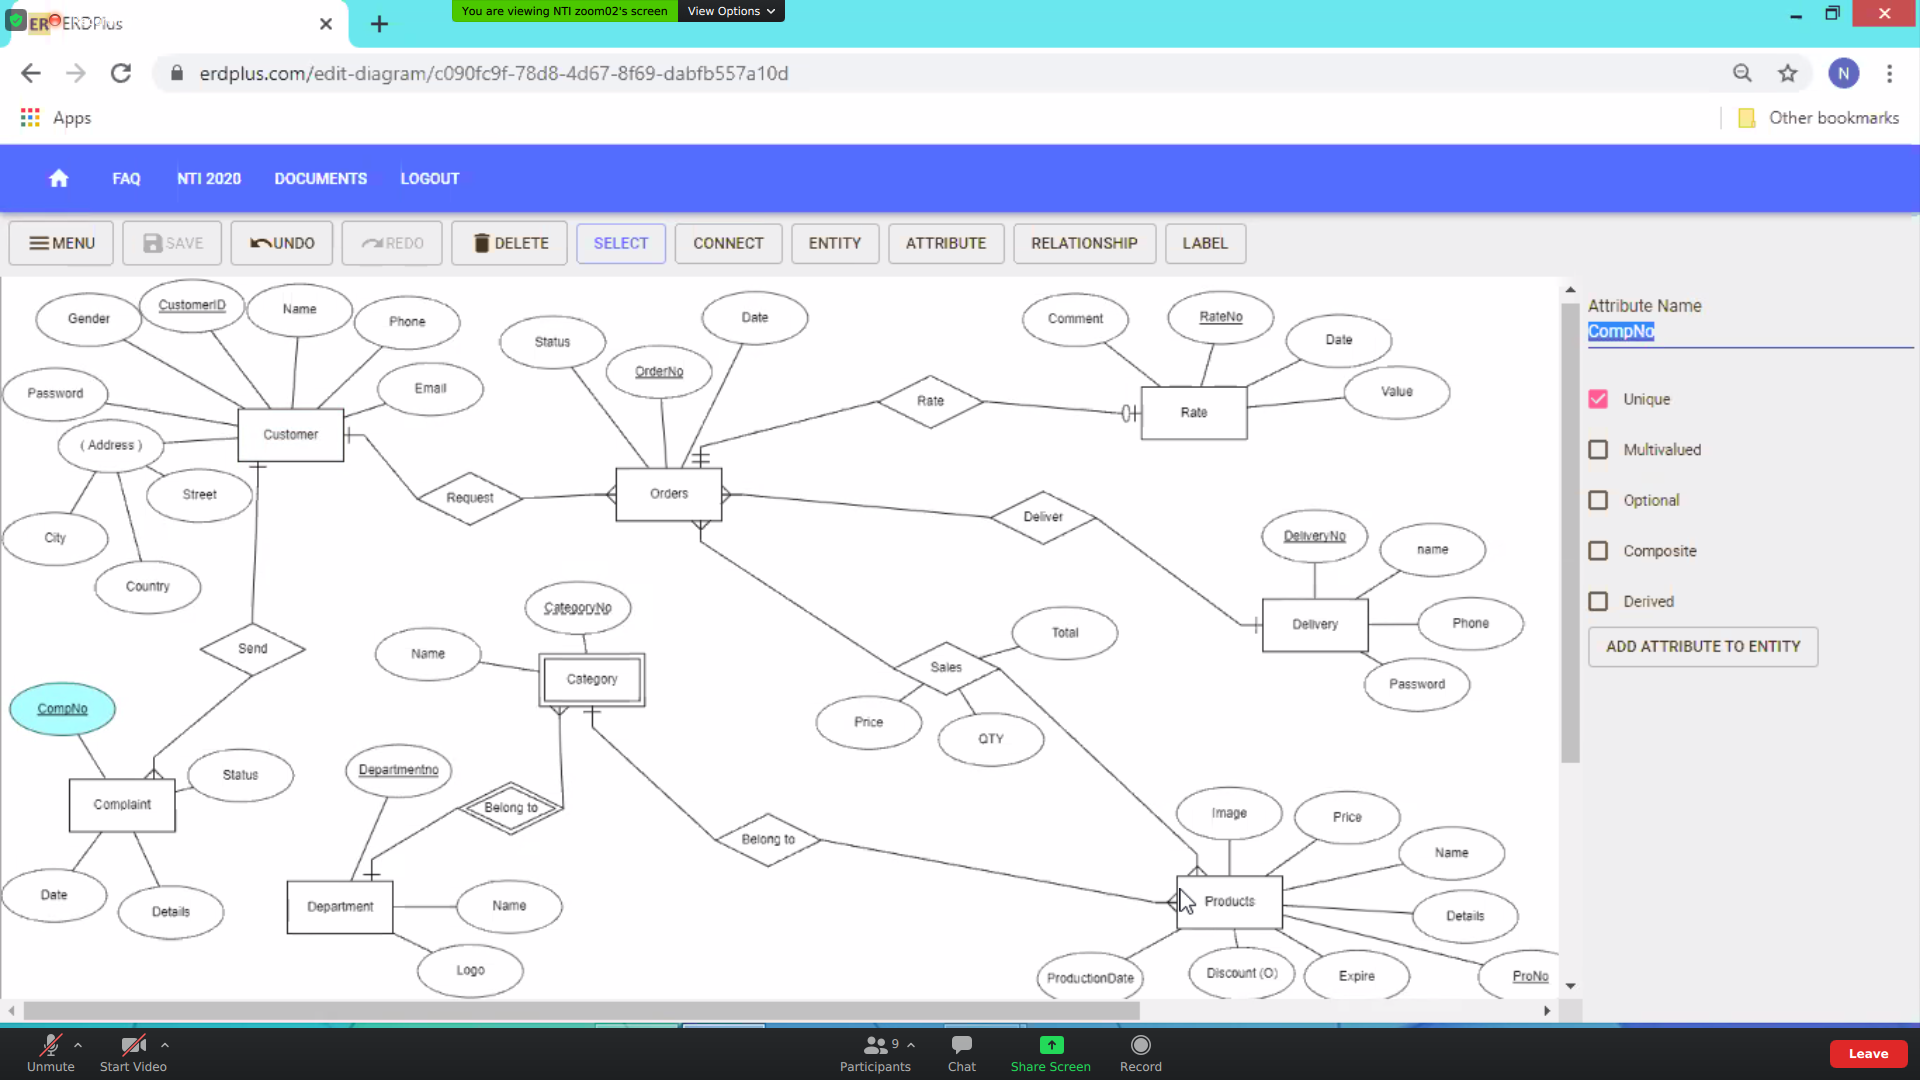 You are viewing NTI zoom02's screen
View Options
ERDPlus
erdplus.com/edit-diagram/c090fc9f-78d8-4d67-8f69-dabfb557a10d
N
Apps
Other bookmarks
FAQ
NTI 2020
DOCUMENTS
LOGOUT
MENU
SAVE
UNDO
REDO
DELETE
SELECT
CONNECT
ENTITY
ATTRIBUTE
RELATIONSHIP
LABEL
Gender
CustomerID
Name
Phone
Password
Email
( Address )
Customer
Street
City
Country
Request
Status
OrderNo
Date
Orders
Rate
Comment
RateNo
Date
Value
Rate
Deliver
DeliveryNo
name
Delivery
Phone
Password
Send
CategoryNo
Name
Category
Total
Sales
Price
QTY
CompNo
Complaint
Status
Date
Details
Departmentno
Belong to
Department
Name
Logo
Belong to
Image
Price
Name
Products
Details
ProductionDate
Discount (O)
Expire
ProNo
Attribute Name
CompNo
Unique
Multivalued
Optional
Composite
Derived
ADD ATTRIBUTE TO ENTITY
Unmute
Start Video
9
Participants
Chat
Share Screen
Record
Leave